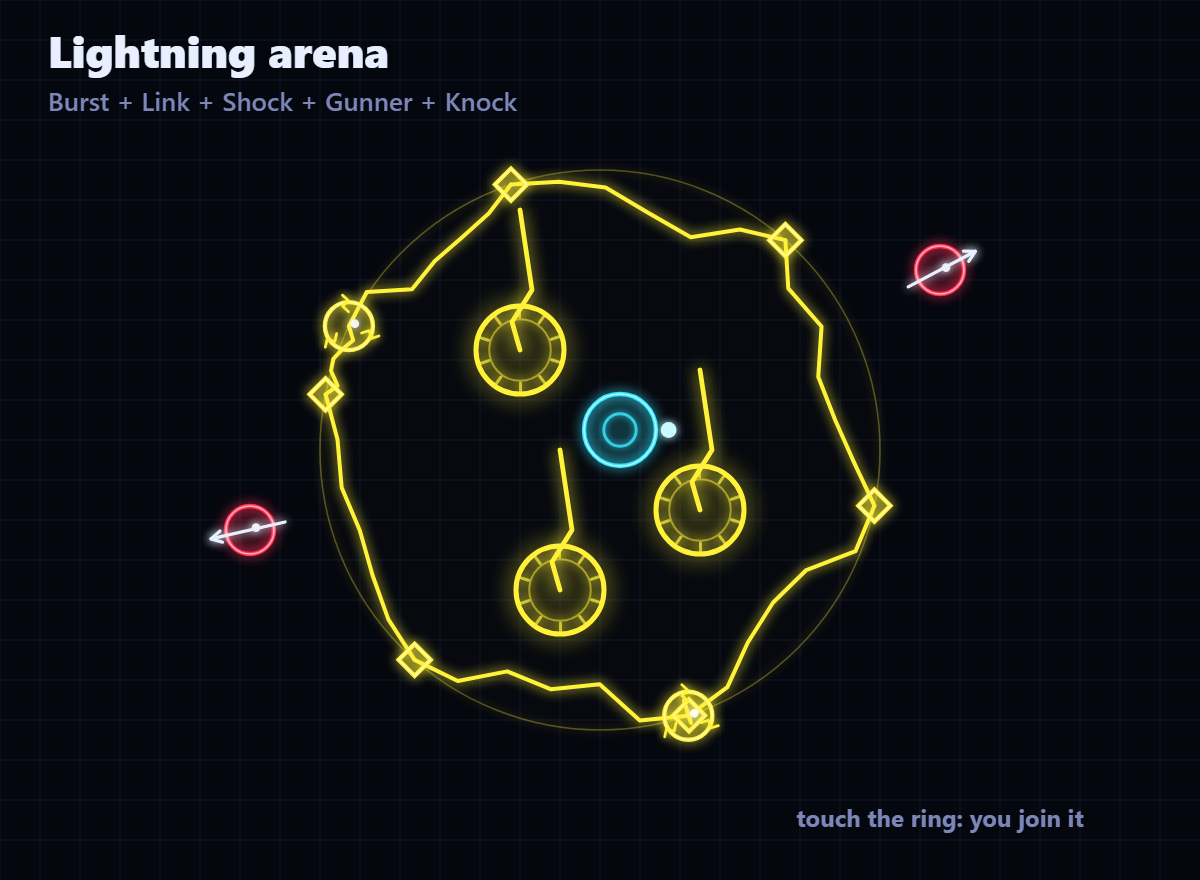 Lightning arena
Burst + Link + Shock + Gunner + Knock
touch the ring: you join it